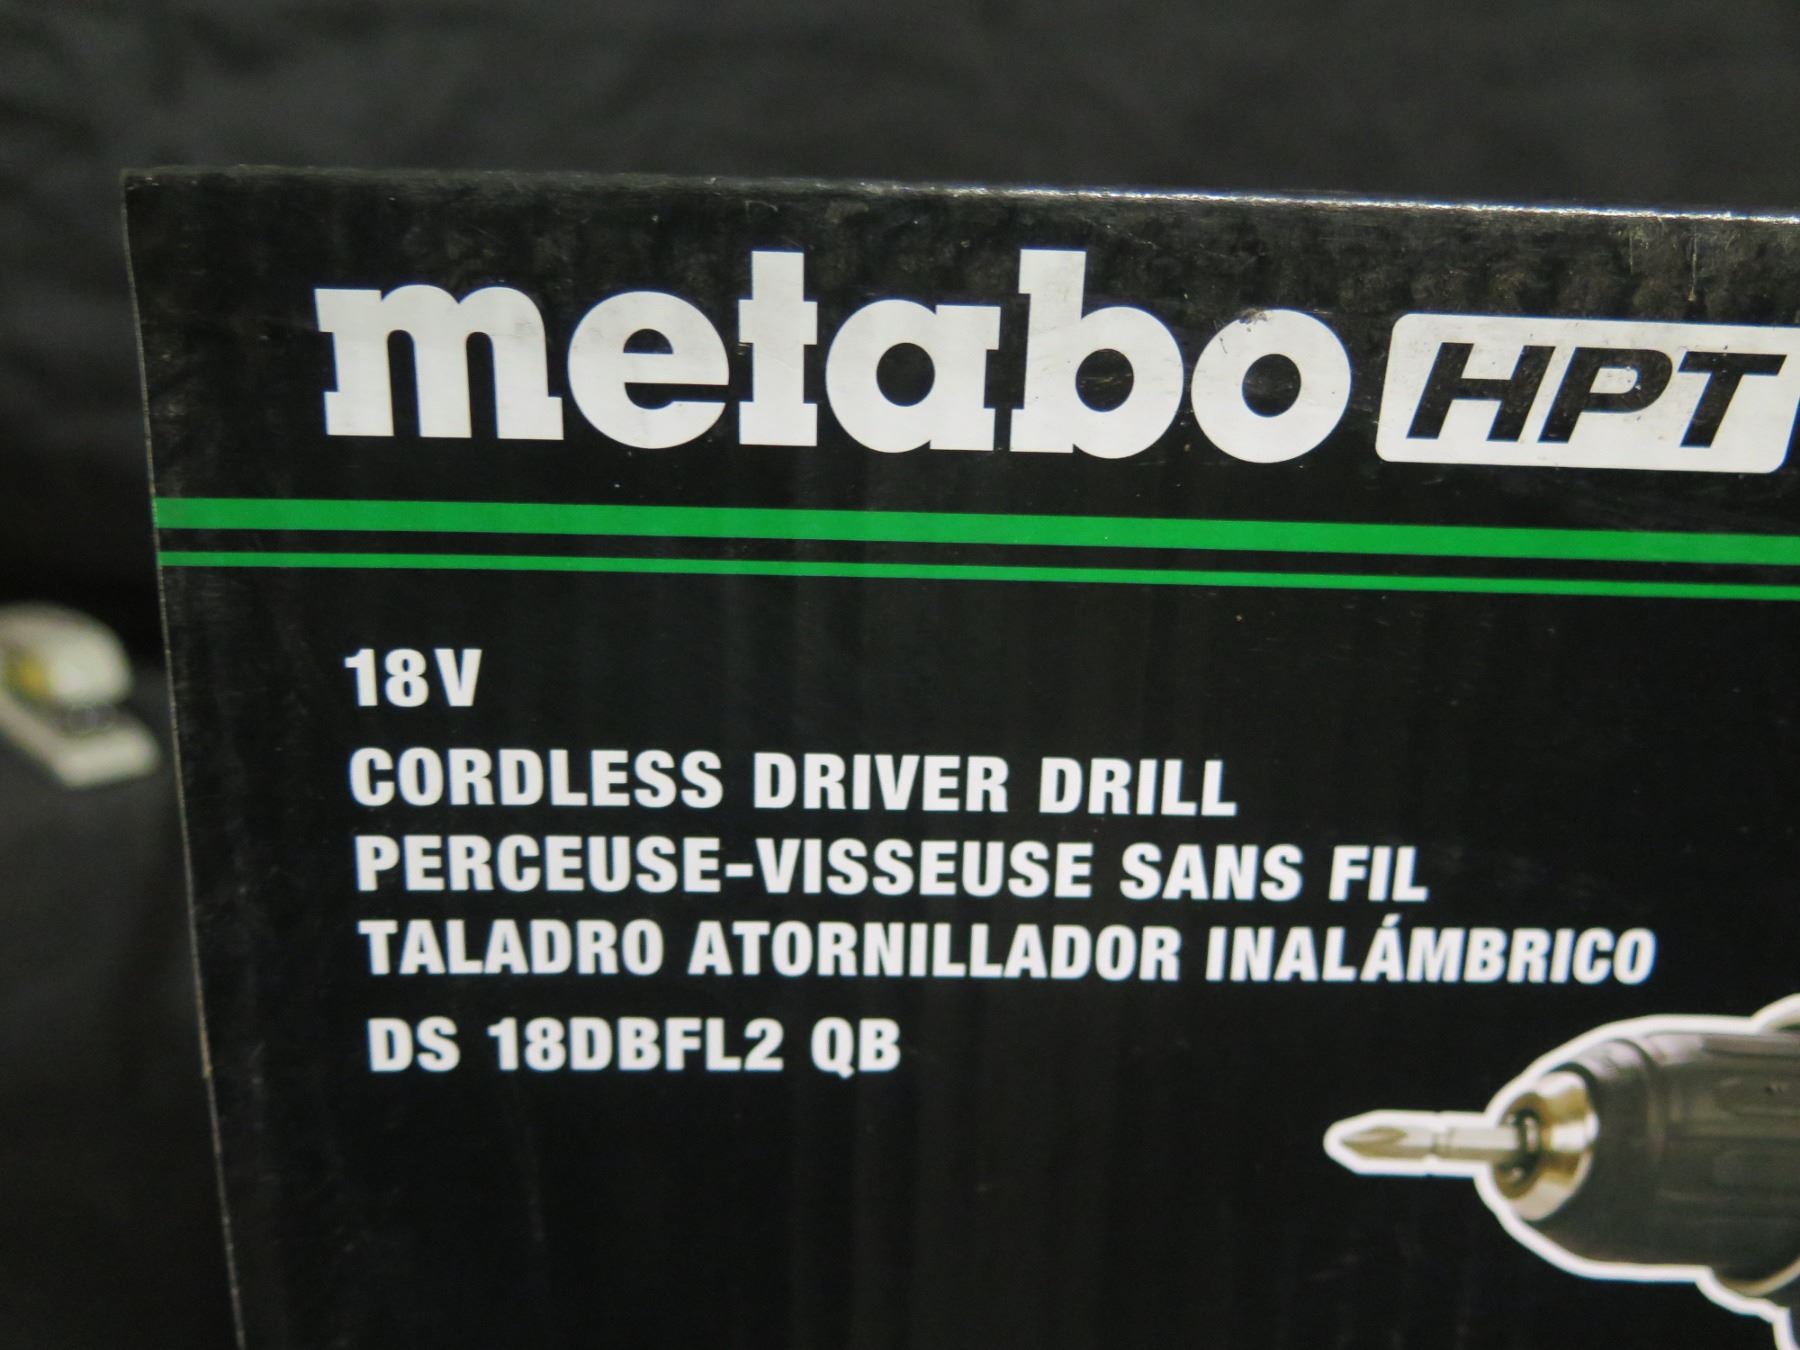 metabo HPT
18V
CORDLESS DRIVER DRILL
PERCEUSE-VISSEUSE SANS FIL
TALADRO ATORNILLADOR INALÁMBRICO
DS 18DBFL2 QB